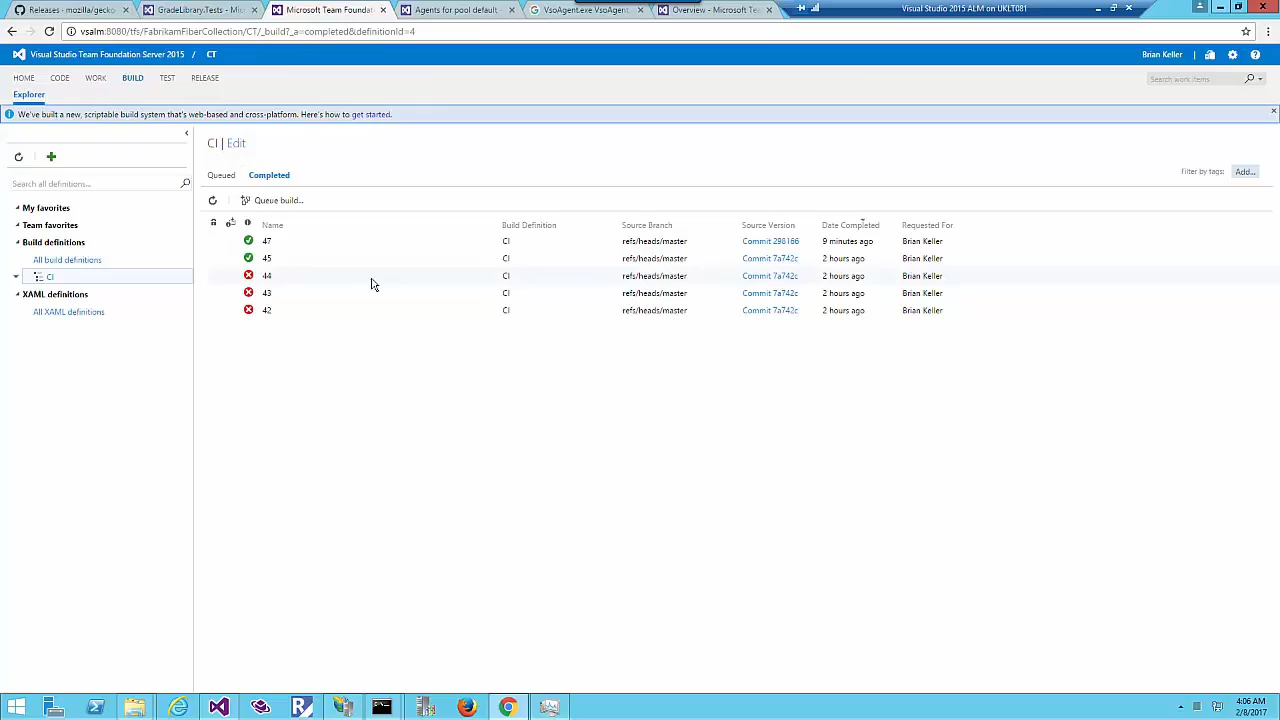 Releases · mozilla/gecko
GradeLibrary.Tests - Mic
Microsoft Team Foundat
Agents for pool default -
VsoAgent.exe VsoAgent
Overview - Microsoft Tea
Visual Studio 2015 ALM on UKLT081
vsalm:8080/tfs/FabrikamFiberCollection/CT/_build?_a=completed&definitionId=4
Visual Studio Team Foundation Server 2015 / CT
Brian Keller
HOME CODE WORK BUILD TEST RELEASE
Search work items
Explorer
We've built a new, scriptable build system that's web-based and cross-platform. Here's how to get started.
CI | Edit
Queued Completed
Filter by tags: Add...
Search all definitions...
Queue build...
My favorites
Team favorites
Build definitions
All build definitions
CI
XAML definitions
All XAML definitions
Name Build Definition Source Branch Source Version Date Completed Requested For
47 CI refs/heads/master Commit 298166 9 minutes ago Brian Keller
45 CI refs/heads/master Commit 7a742c 2 hours ago Brian Keller
44 CI refs/heads/master Commit 7a742c 2 hours ago Brian Keller
43 CI refs/heads/master Commit 7a742c 2 hours ago Brian Keller
42 CI refs/heads/master Commit 7a742c 2 hours ago Brian Keller
4:06 AM
2/8/2017